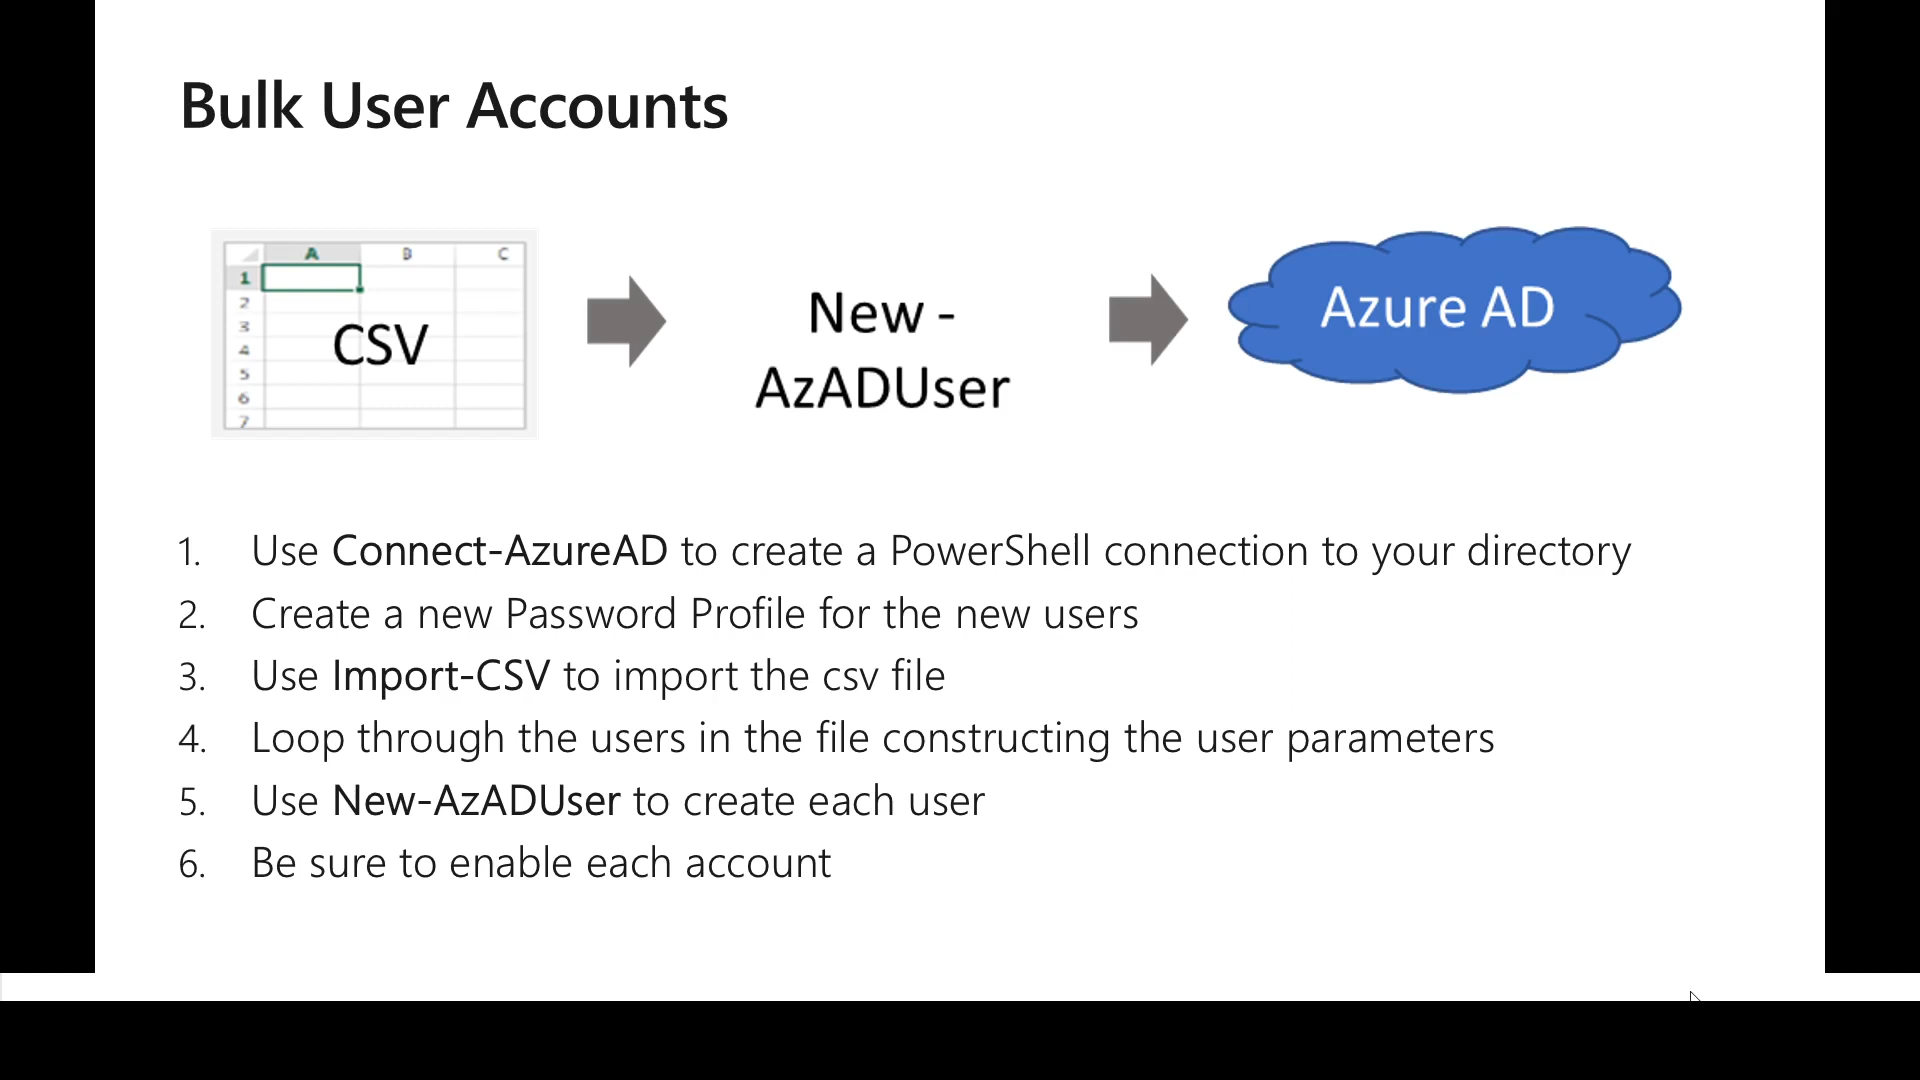 Bulk User Accounts
A B C
1
2
3
4
5
6
7
CSV
New -
AzADUser
Azure AD
1. Use Connect-AzureAD to create a PowerShell connection to your directory
2. Create a new Password Profile for the new users
3. Use Import-CSV to import the csv file
4. Loop through the users in the file constructing the user parameters
5. Use New-AzADUser to create each user
6. Be sure to enable each account